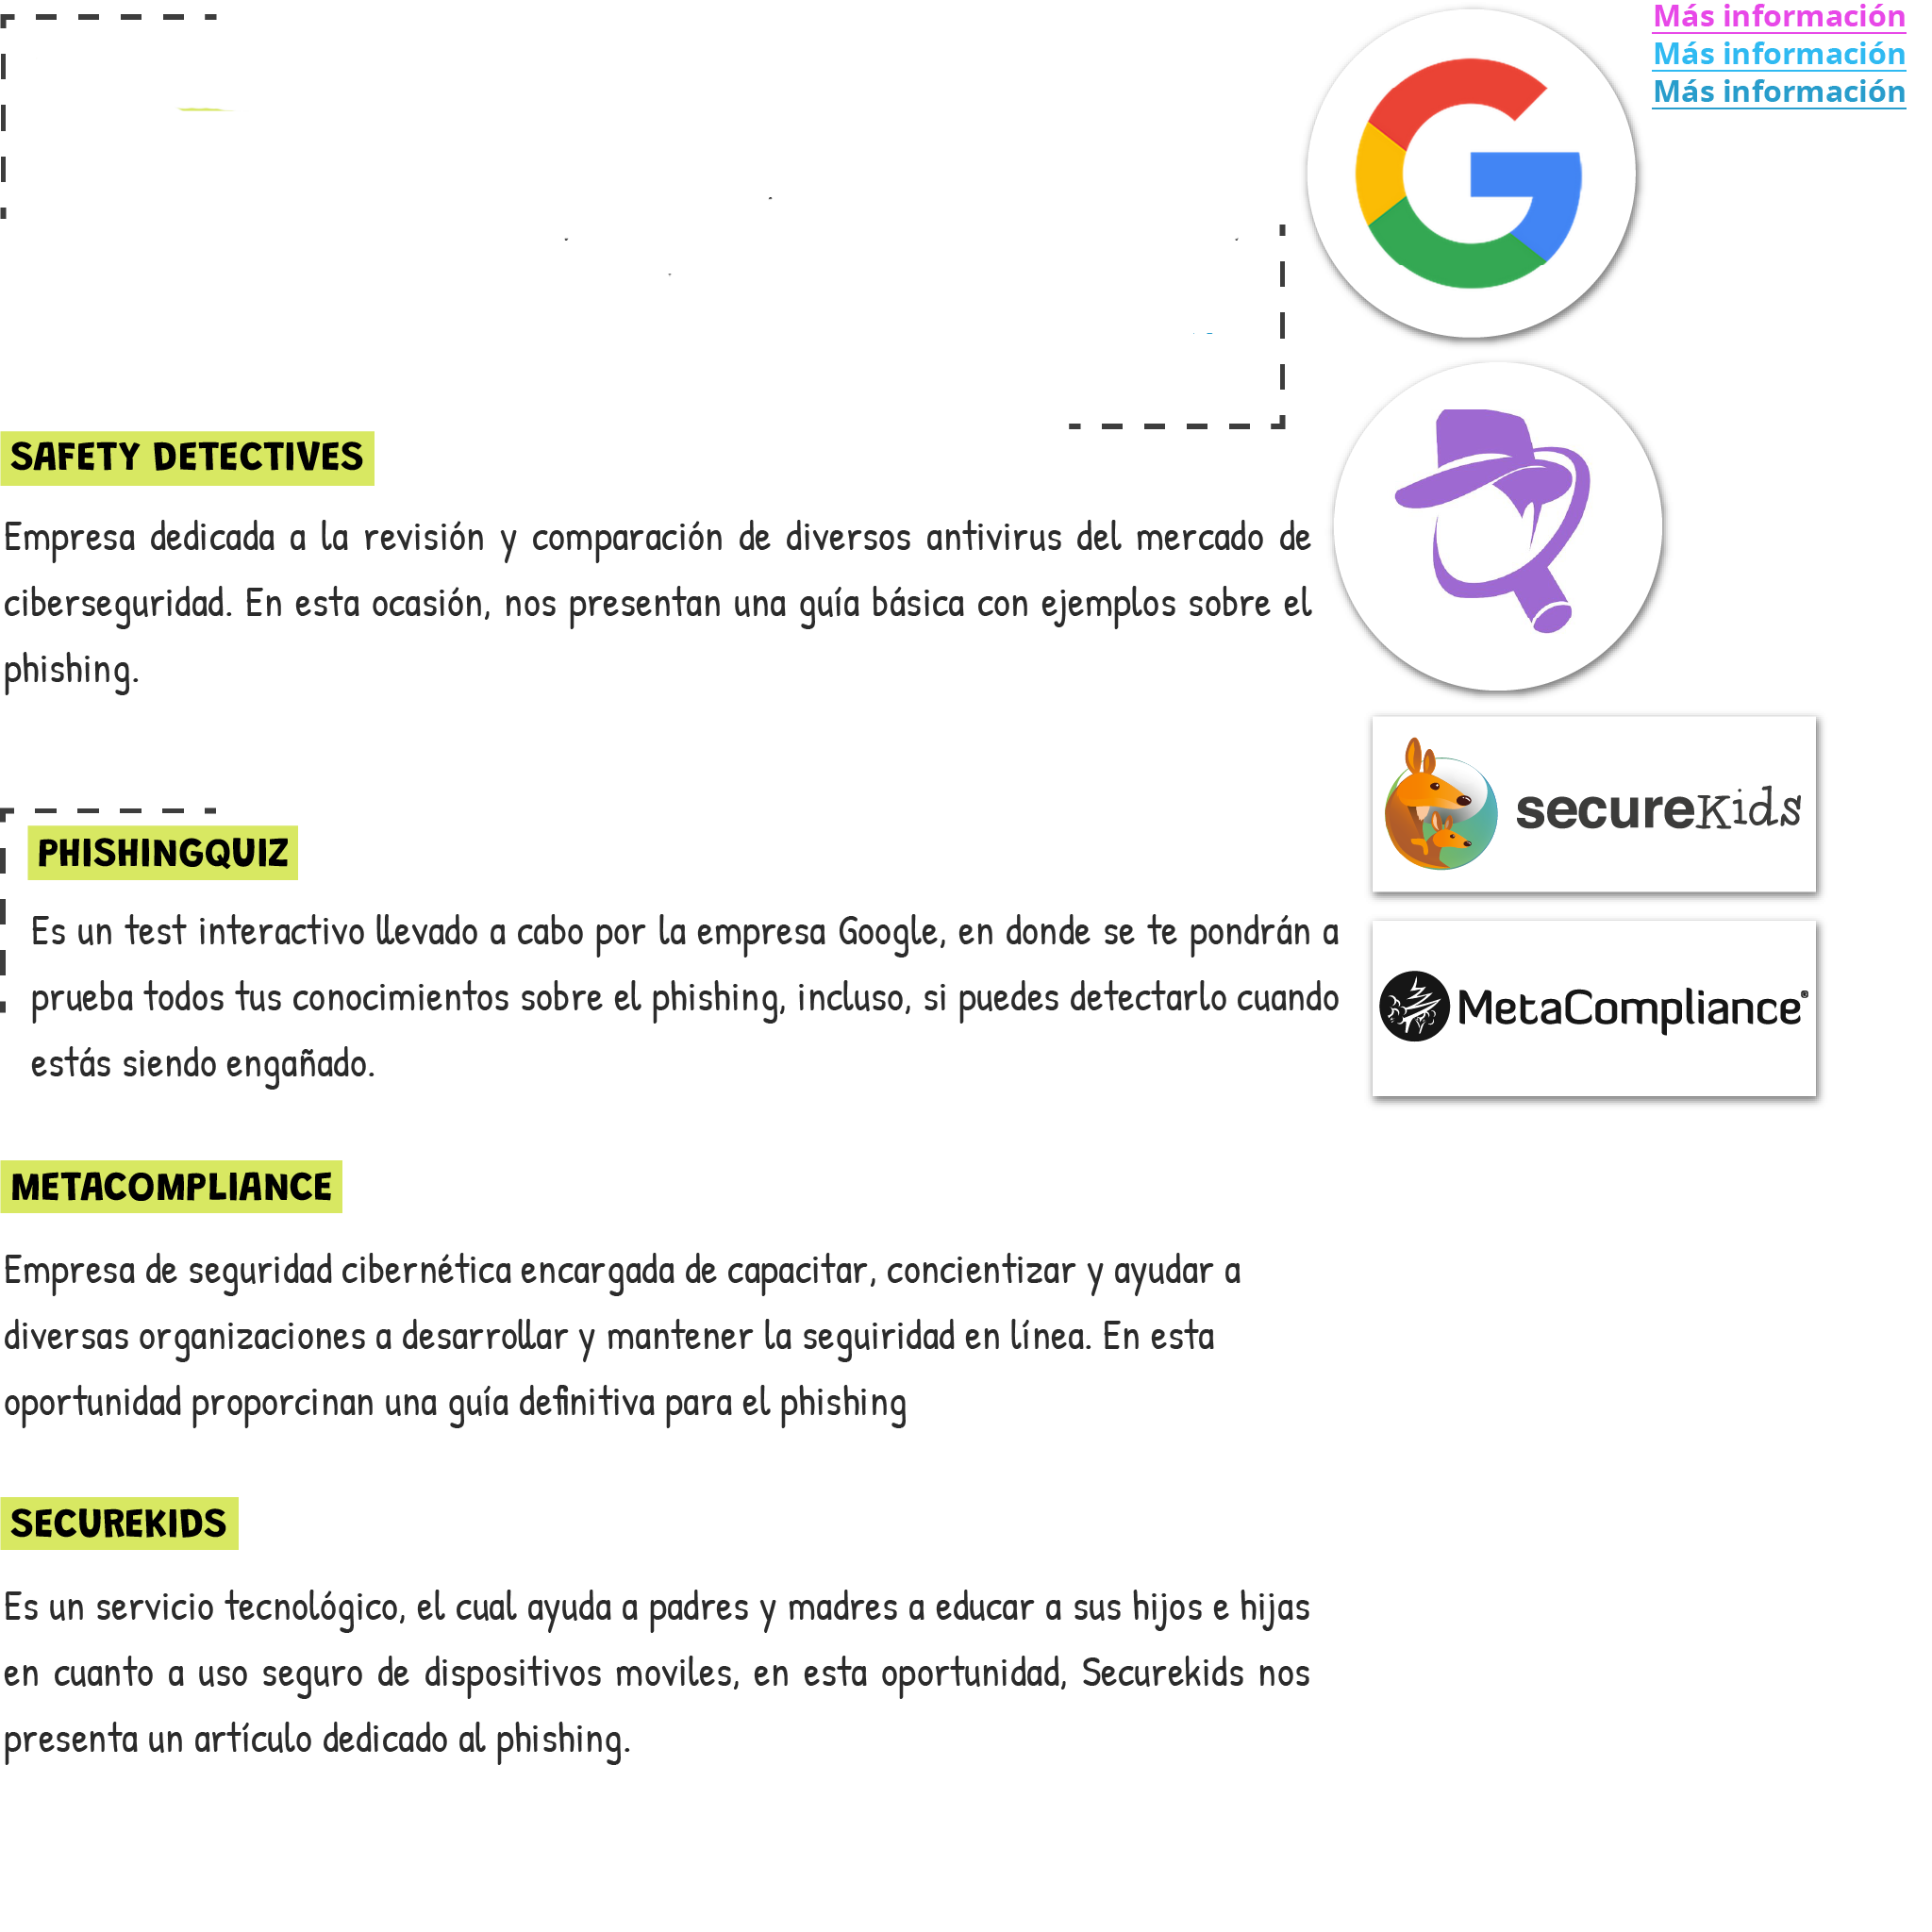 Más información
Más información
Más información
SAFETY DETECTIVES
Empresa dedicada a la revisión y comparación de diversos antivirus del mercado de
ciberseguridad. En esta ocasión, nos presentan una guía básica con ejemplos sobre el
phishing.
secureKids
PHISHINGQUIZ
Es un test interactivo llevado a cabo por la empresa Google, en donde se te pondrán a
prueba todos tus conocimientos sobre el phishing, incluso, si puedes detectarlo cuando
estás siendo engañado.
MetaCompliance®
METACOMPLIANCE
Empresa de seguridad cibernética encargada de capacitar, concientizar y ayudar a
diversas organizaciones a desarrollar y mantener la seguiridad en línea. En esta
oportunidad proporcinan una guía definitiva para el phishing
SECUREKIDS
Es un servicio tecnológico, el cual ayuda a padres y madres a educar a sus hijos e hijas
en cuanto a uso seguro de dispositivos moviles, en esta oportunidad, Securekids nos
presenta un artículo dedicado al phishing.